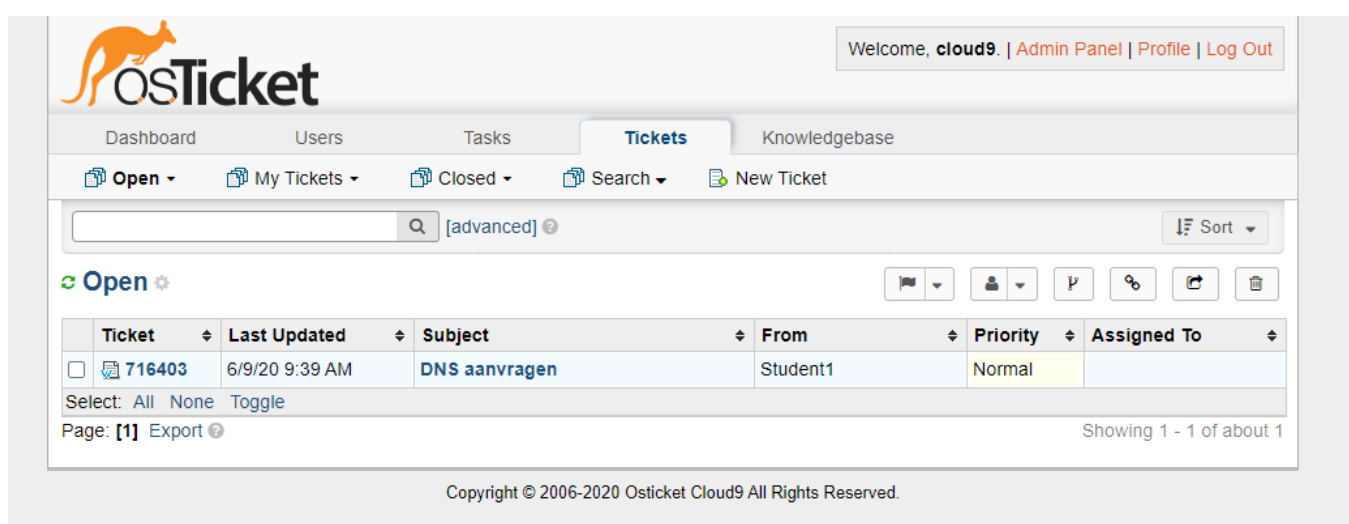 Welcome, cloud9. | Admin Panel | Profile | Log Out
osTicket
Dashboard Users Tasks Tickets Knowledgebase
Open My Tickets Closed Search New Ticket
[advanced] Sort
Open
Ticket Last Updated Subject From Priority Assigned To
716403 6/9/20 9:39 AM DNS aanvragen Student1 Normal
Select: All None Toggle
Page: [1] Export Showing 1 - 1 of about 1
Copyright © 2006-2020 Osticket Cloud9 All Rights Reserved.